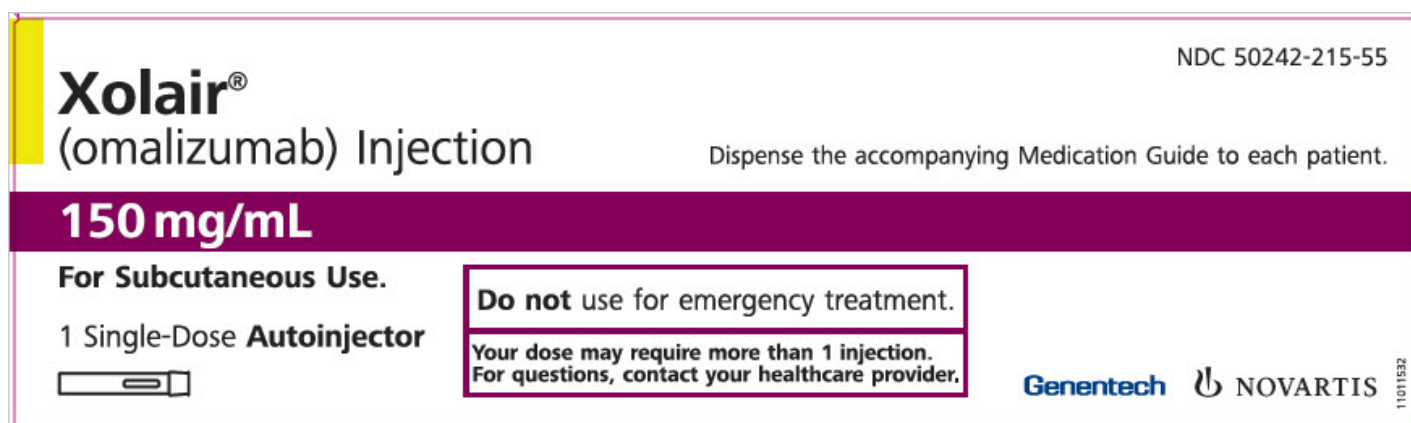 NDC 50242-215-55
Xolair®
(omalizumab) Injection
Dispense the accompanying Medication Guide to each patient.
150 mg/mL
For Subcutaneous Use.
1 Single-Dose Autoinjector
Do not use for emergency treatment.
Your dose may require more than 1 injection.
For questions, contact your healthcare provider.
Genentech
NOVARTIS
11011532